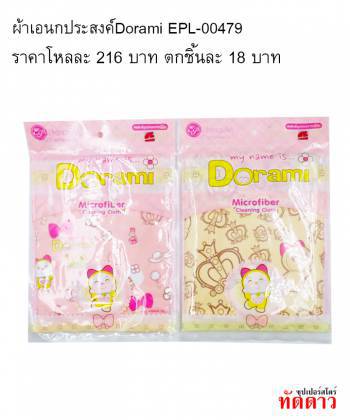 ผ้าเอนกประสงค์Dorami EPL-00479
ราคาโหลละ 216 บาท ตกชิ้นละ 18 บาท
my name is...
Dorami
Microfiber
"Cleaning Cloth"
my name is...
Dorami
Microfiber
"Cleaning Cloth"
ซุปเปอร์สโตร์
ทัดดาว